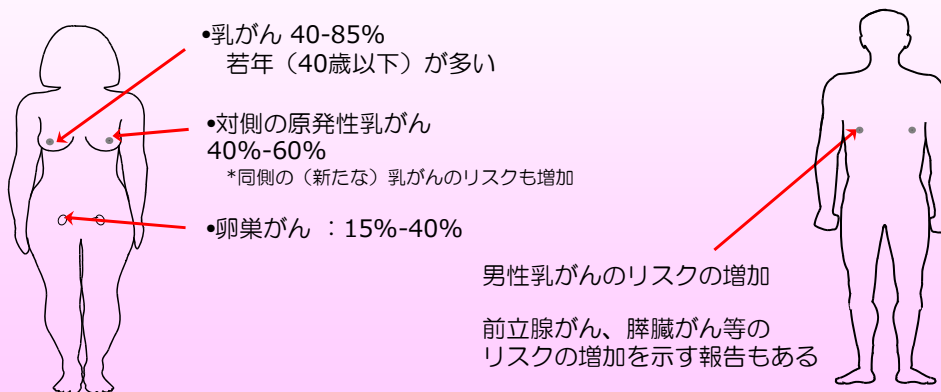 •乳がん 40-85%
若年（40歳以下）が多い
•対側の原発性乳がん
40%-60%
*同側の（新たな）乳がんのリスクも増加
•卵巣がん ：15%-40%
男性乳がんのリスクの増加
前立腺がん、膵臓がん等の
リスクの増加を示す報告もある